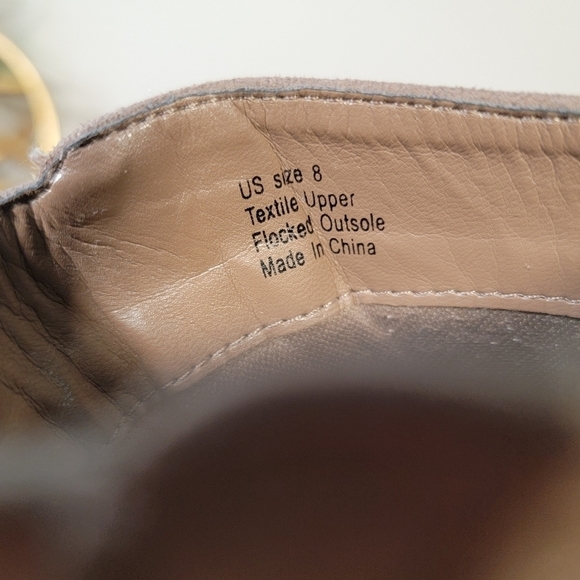 US size 8
Textile Upper
Flocked Outsole
Made In China